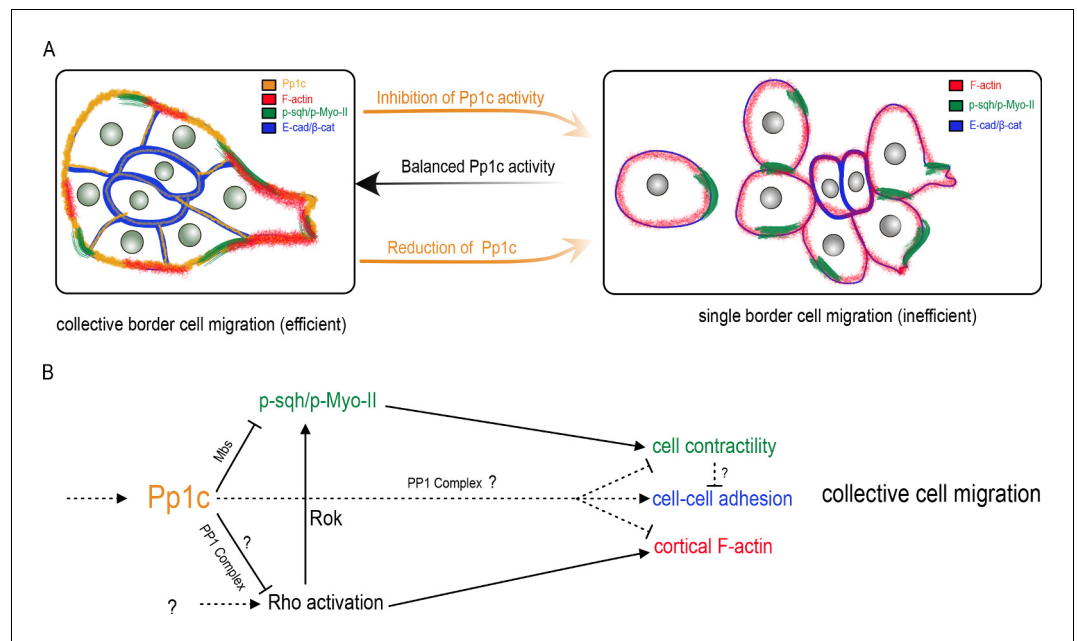 A
Pp1c
F-actin
p-sqh/p-Myo-II
E-cad/β-cat
Inhibition of Pp1c activity
Balanced Pp1c activity
Reduction of Pp1c
F-actin
p-sqh/p-Myo-II
E-cad/β-cat
collective border cell migration (efficient)
single border cell migration (inefficient)
B
p-sqh/p-Myo-II
Mbs
cell contractility
?
Pp1c
PP1 Complex ?
cell-cell adhesion
collective cell migration
Rok
?
PP1 Complex
cortical F-actin
?
Rho activation